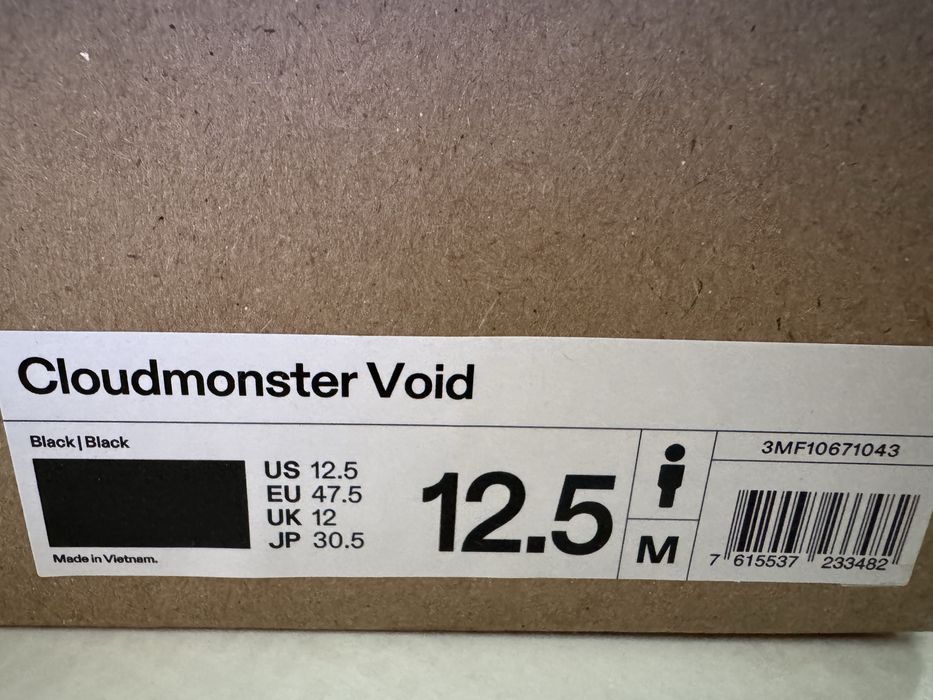 Cloudmonster Void
Black|Black
US 12.5
EU 47.5
UK 12
JP 30.5
Made in Vietnam.
12.5
M
3MF10671043
7 615537 233482